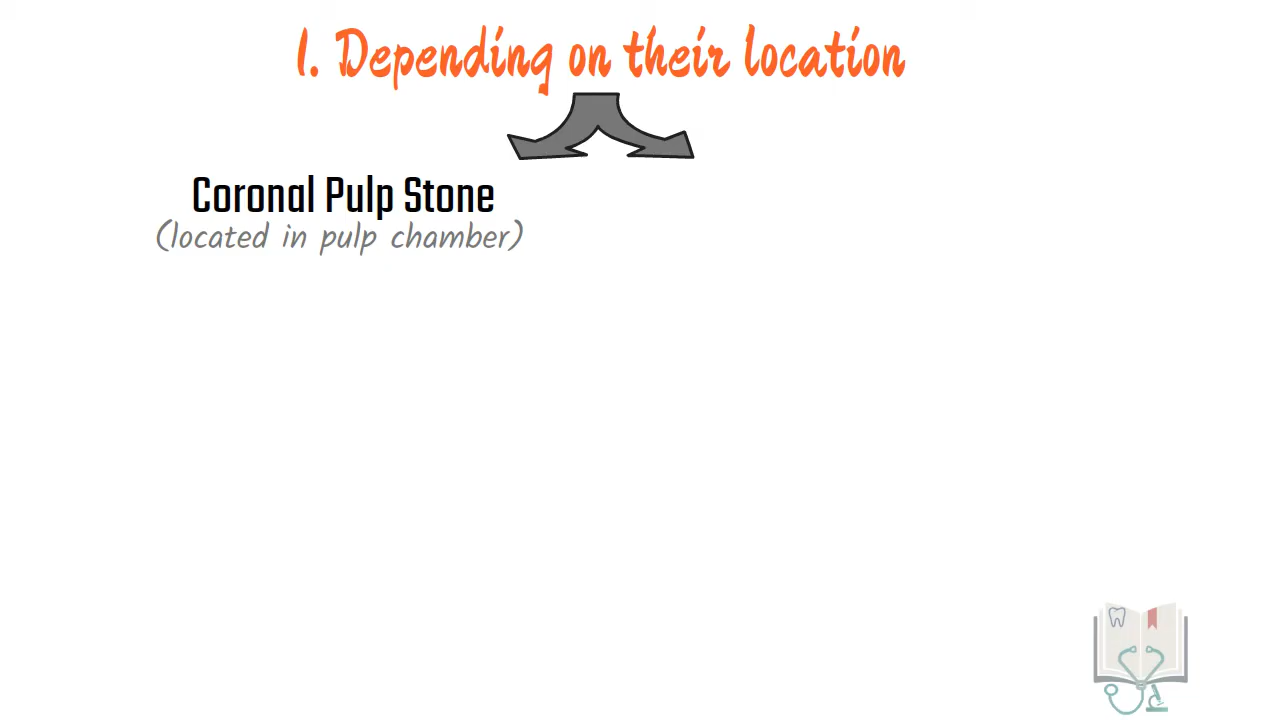 1. Depending on their location
Coronal Pulp Stone
(located in pulp chamber)